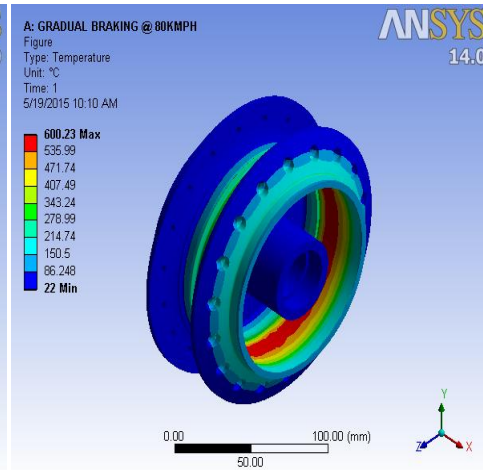 A: GRADUAL BRAKING @ 80KMPH
Figure
Type: Temperature
Unit: °C
Time: 1
5/19/2015 10:10 AM
600.23 Max
535.99
471.74
407.49
343.24
278.99
214.74
150.5
86.248
22 Min
ANSYS
14.0
0.00
100.00 (mm)
50.00
Y
Z
X